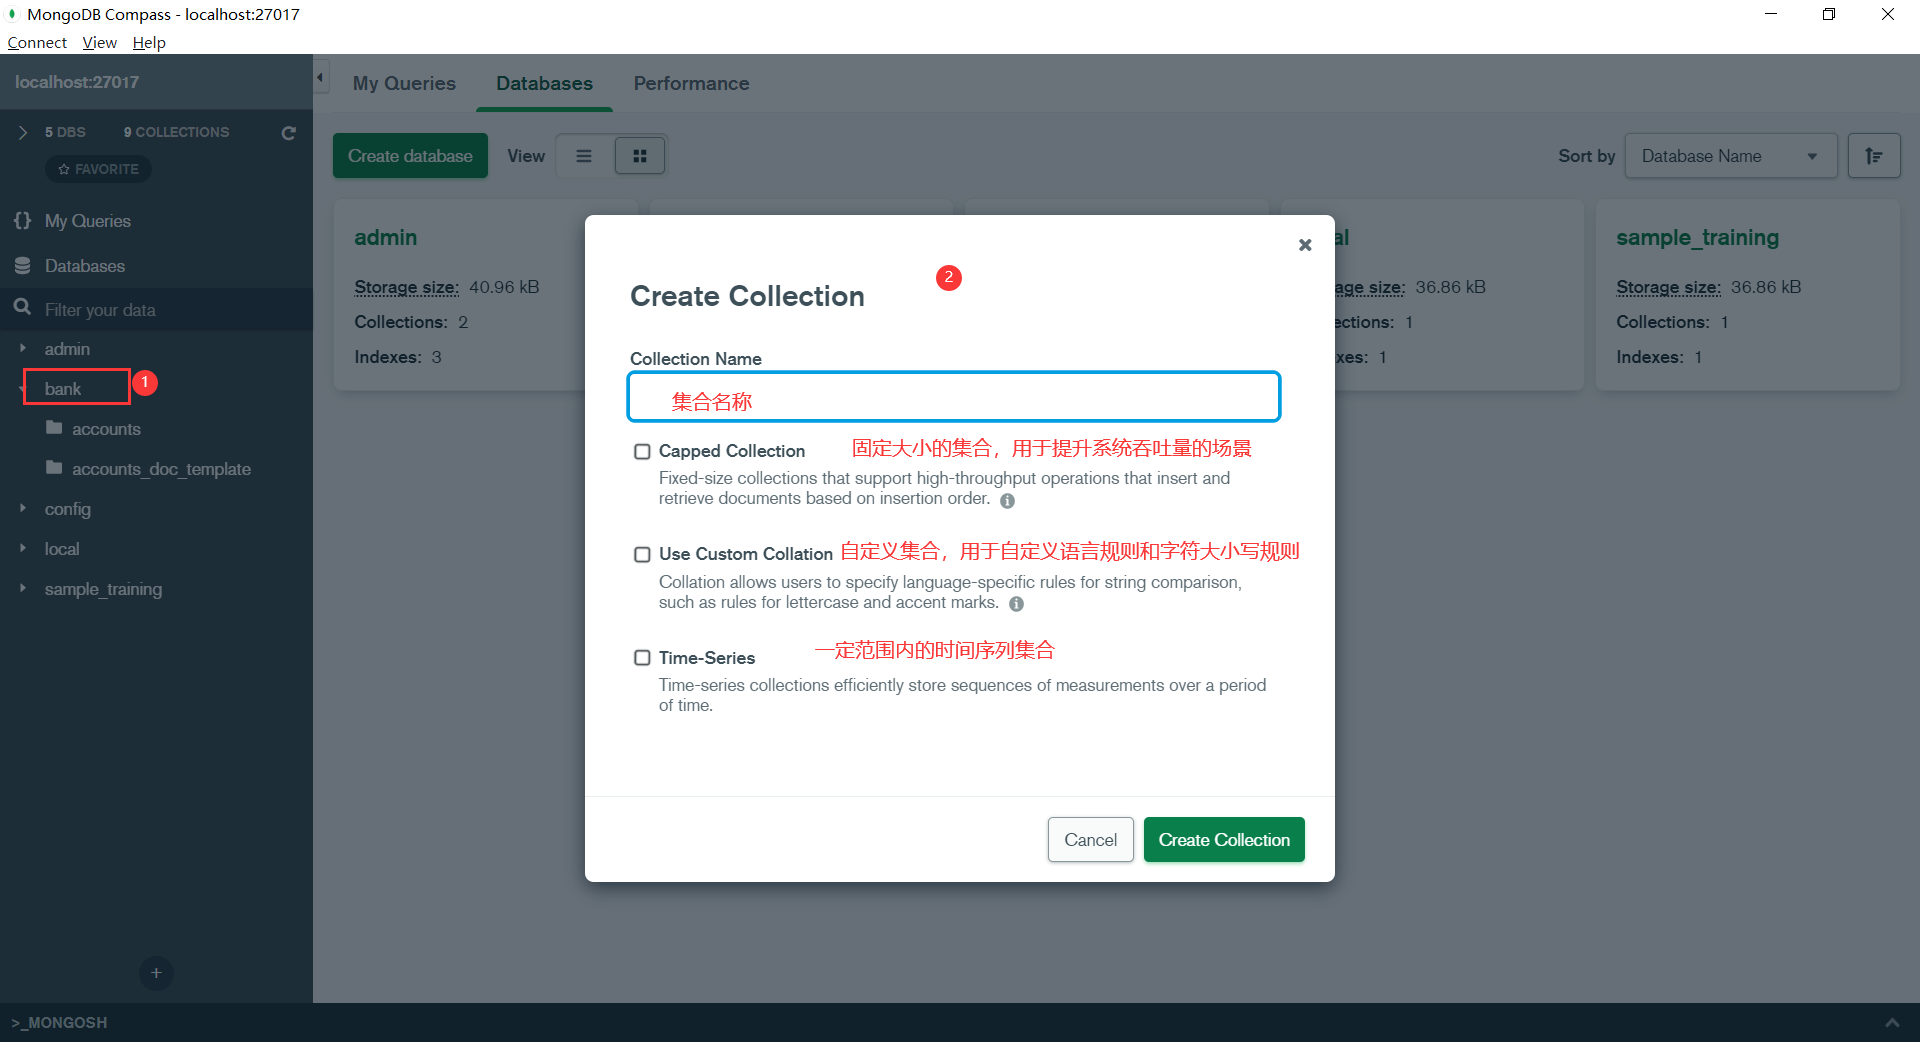 MongoDB Compass - localhost:27017
Connect View Help
localhost:27017
My Queries Databases Performance
5 DBS 9 COLLECTIONS
FAVORITE
Create database View
Sort by Database Name
{} My Queries
Databases
Filter your data
admin
bank 1
accounts
accounts_doc_template
config
local
sample_training
admin
Storage size: 40.96 kB
Collections: 2
Indexes: 3
al
age size: 36.86 kB
ections: 1
xes: 1
sample_training
Storage size: 36.86 kB
Collections: 1
Indexes: 1
2
Create Collection
Collection Name
集合名称
Capped Collection 固定大小的集合，用于提升系统吞吐量的场景
Fixed-size collections that support high-throughput operations that insert and
retrieve documents based on insertion order.
Use Custom Collation 自定义集合，用于自定义语言规则和字符大小写规则
Collation allows users to specify language-specific rules for string comparison,
such as rules for lettercase and accent marks.
Time-Series 一定范围内的时间序列集合
Time-series collections efficiently store sequences of measurements over a period
of time.
Cancel Create Collection
>_MONGOSH